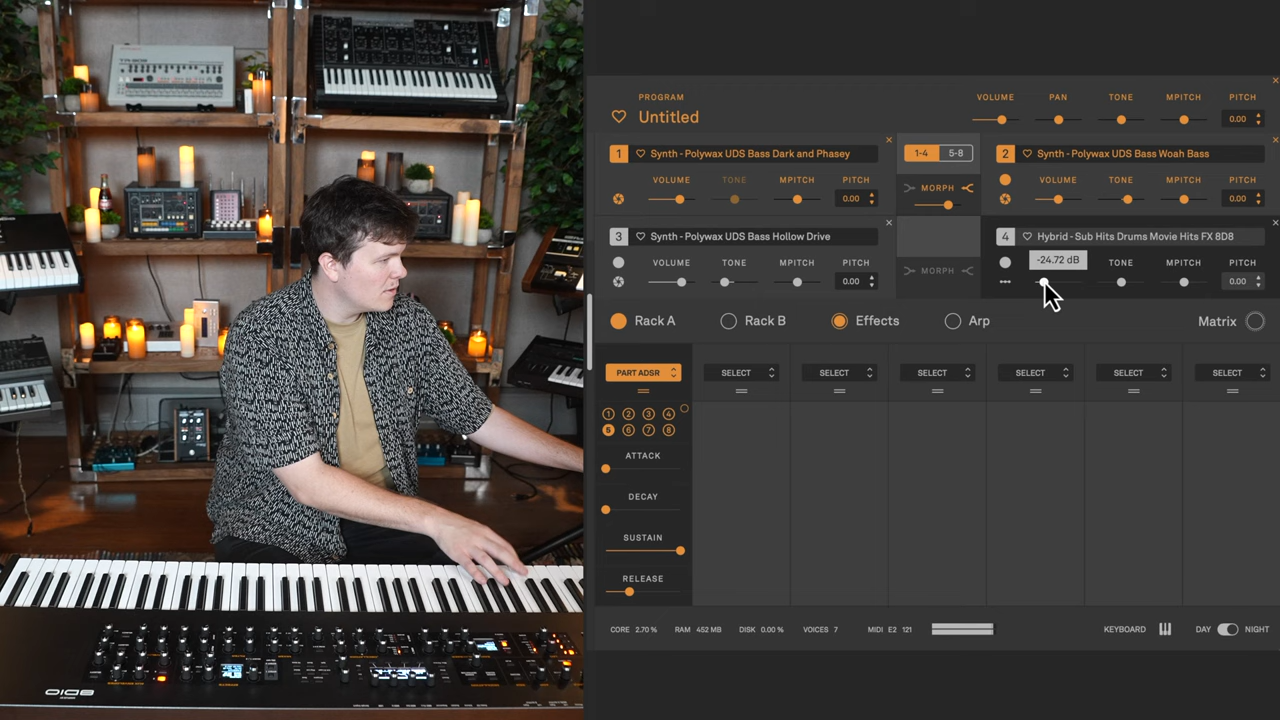 PROGRAM
Untitled
VOLUME PAN TONE MPITCH PITCH
0.00
1 Synth - Polywax UDS Bass Dark and Phasey
VOLUME TONE MPITCH PITCH
0.00
1-4 5-8
MORPH
2 Synth - Polywax UDS Bass Woah Bass
VOLUME TONE MPITCH PITCH
0.00
3 Synth - Polywax UDS Bass Hollow Drive
VOLUME TONE MPITCH PITCH
0.00
MORPH
4 Hybrid - Sub Hits Drums Movie Hits FX 8D8
-24.72 dB TONE MPITCH PITCH
0.00
Rack A Rack B Effects Arp Matrix
PART ADSR SELECT SELECT SELECT SELECT SELECT SELECT
1 2 3 4
5 6 7 8
ATTACK
DECAY
SUSTAIN
RELEASE
CORE 2.70 % RAM 452 MB DISK 0.00 % VOICES 7 MIDI E2 121 KEYBOARD DAY NIGHT